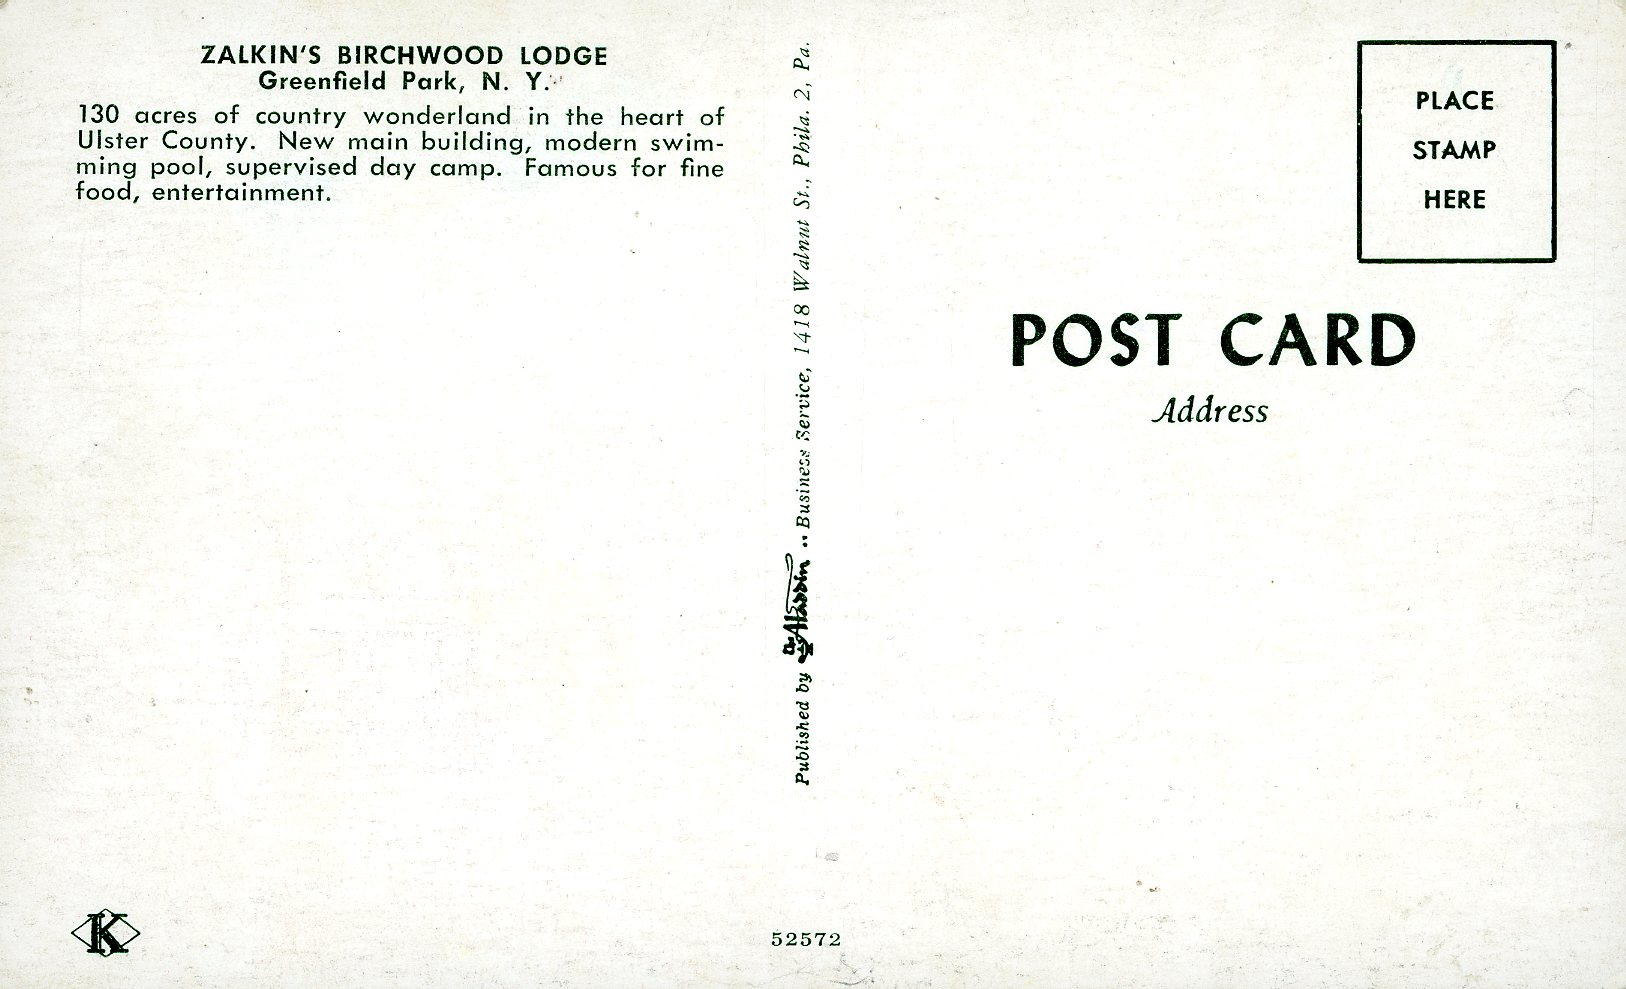 ZALKIN'S BIRCHWOOD LODGE
Greenfield Park, N. Y.
130 acres of country wonderland in the heart of
Ulster County. New main building, modern swim-
ming pool, supervised day camp. Famous for fine
food, entertainment.
Published by the Aladdin .. Business Service, 1418 Walnut St., Phila. 2, Pa.
PLACE
STAMP
HERE
POST CARD
Address
K
52572